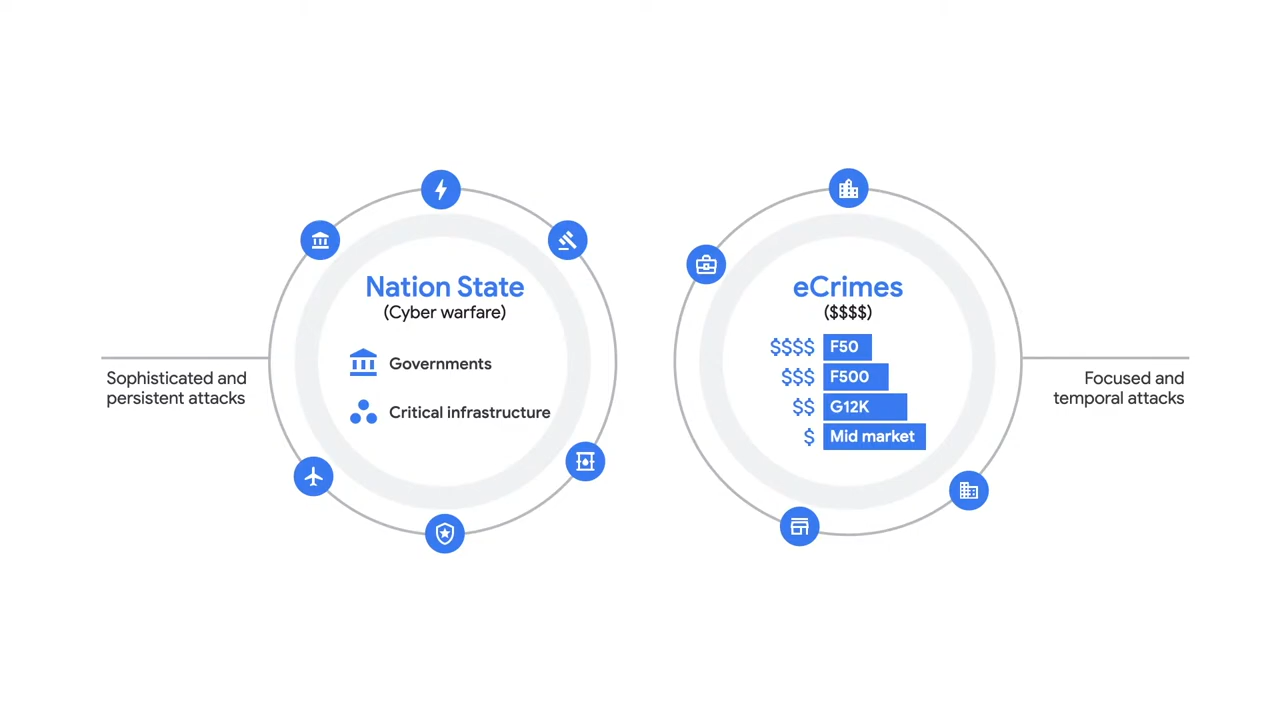 Nation State
(Cyber warfare)
Governments
Critical infrastructure
Sophisticated and
persistent attacks
eCrimes
($$$$)
$$$$ F50
$$$ F500
$$ G12K
$ Mid market
Focused and
temporal attacks